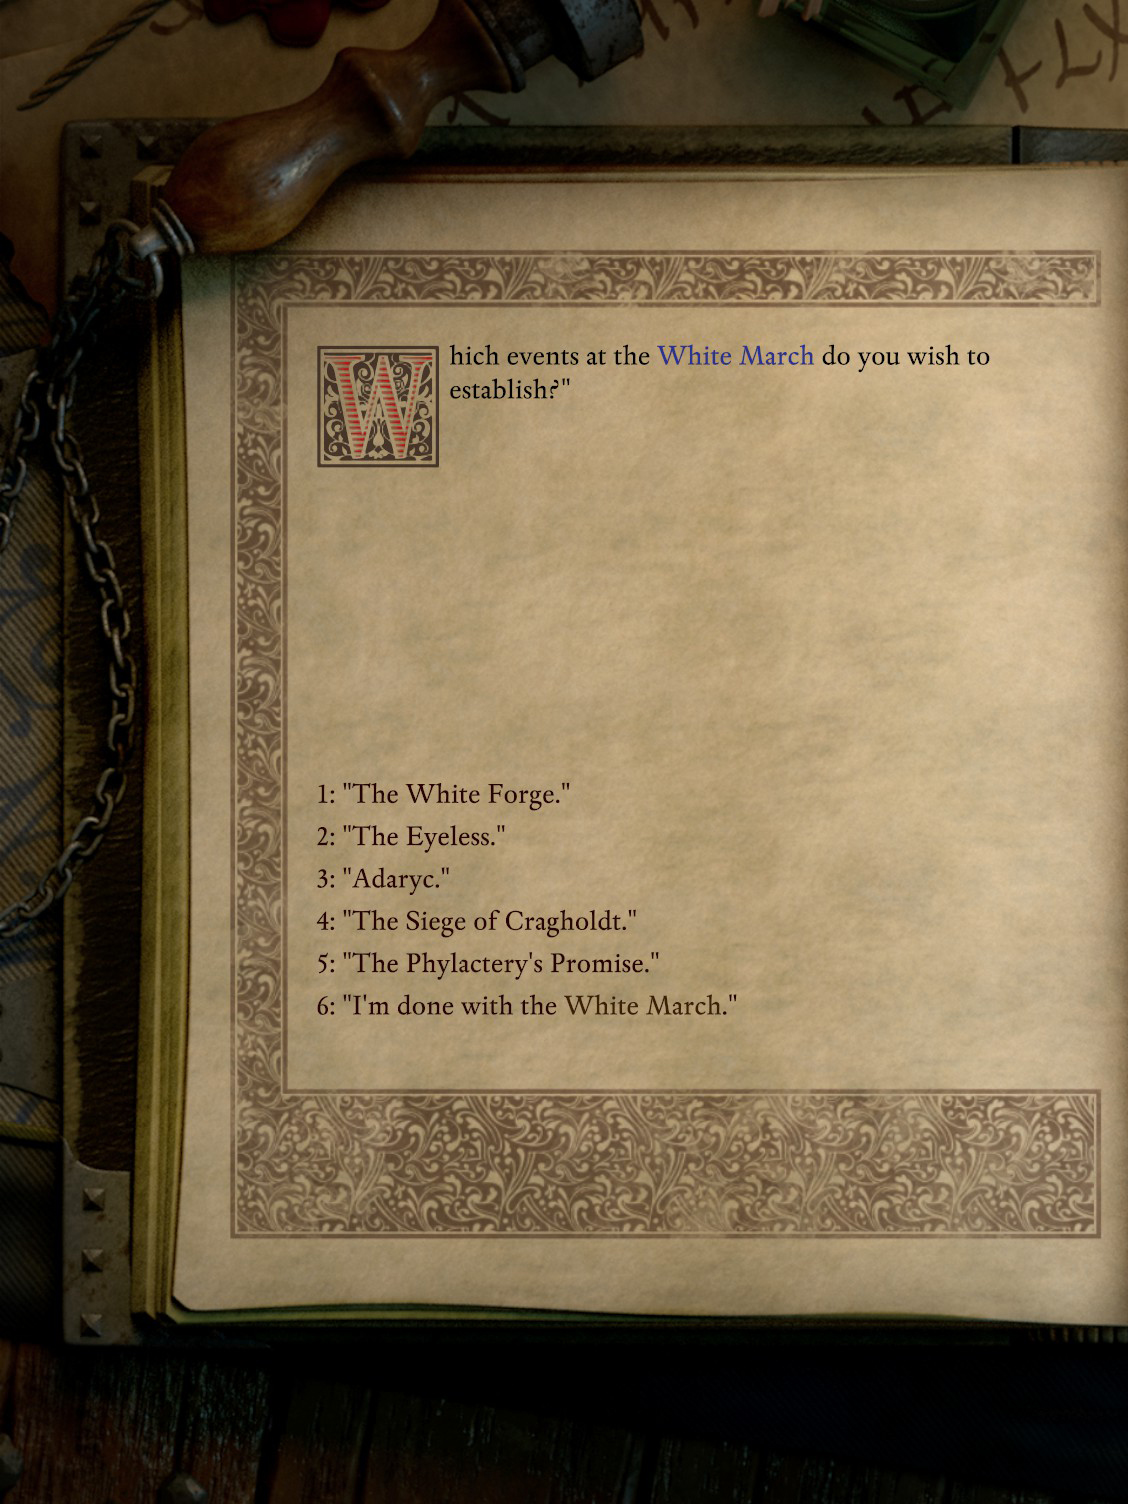 Which events at the White March do you wish to
establish?"
1: "The White Forge."
2: "The Eyeless."
3: "Adaryc."
4: "The Siege of Cragholdt."
5: "The Phylactery's Promise."
6: "I'm done with the White March."